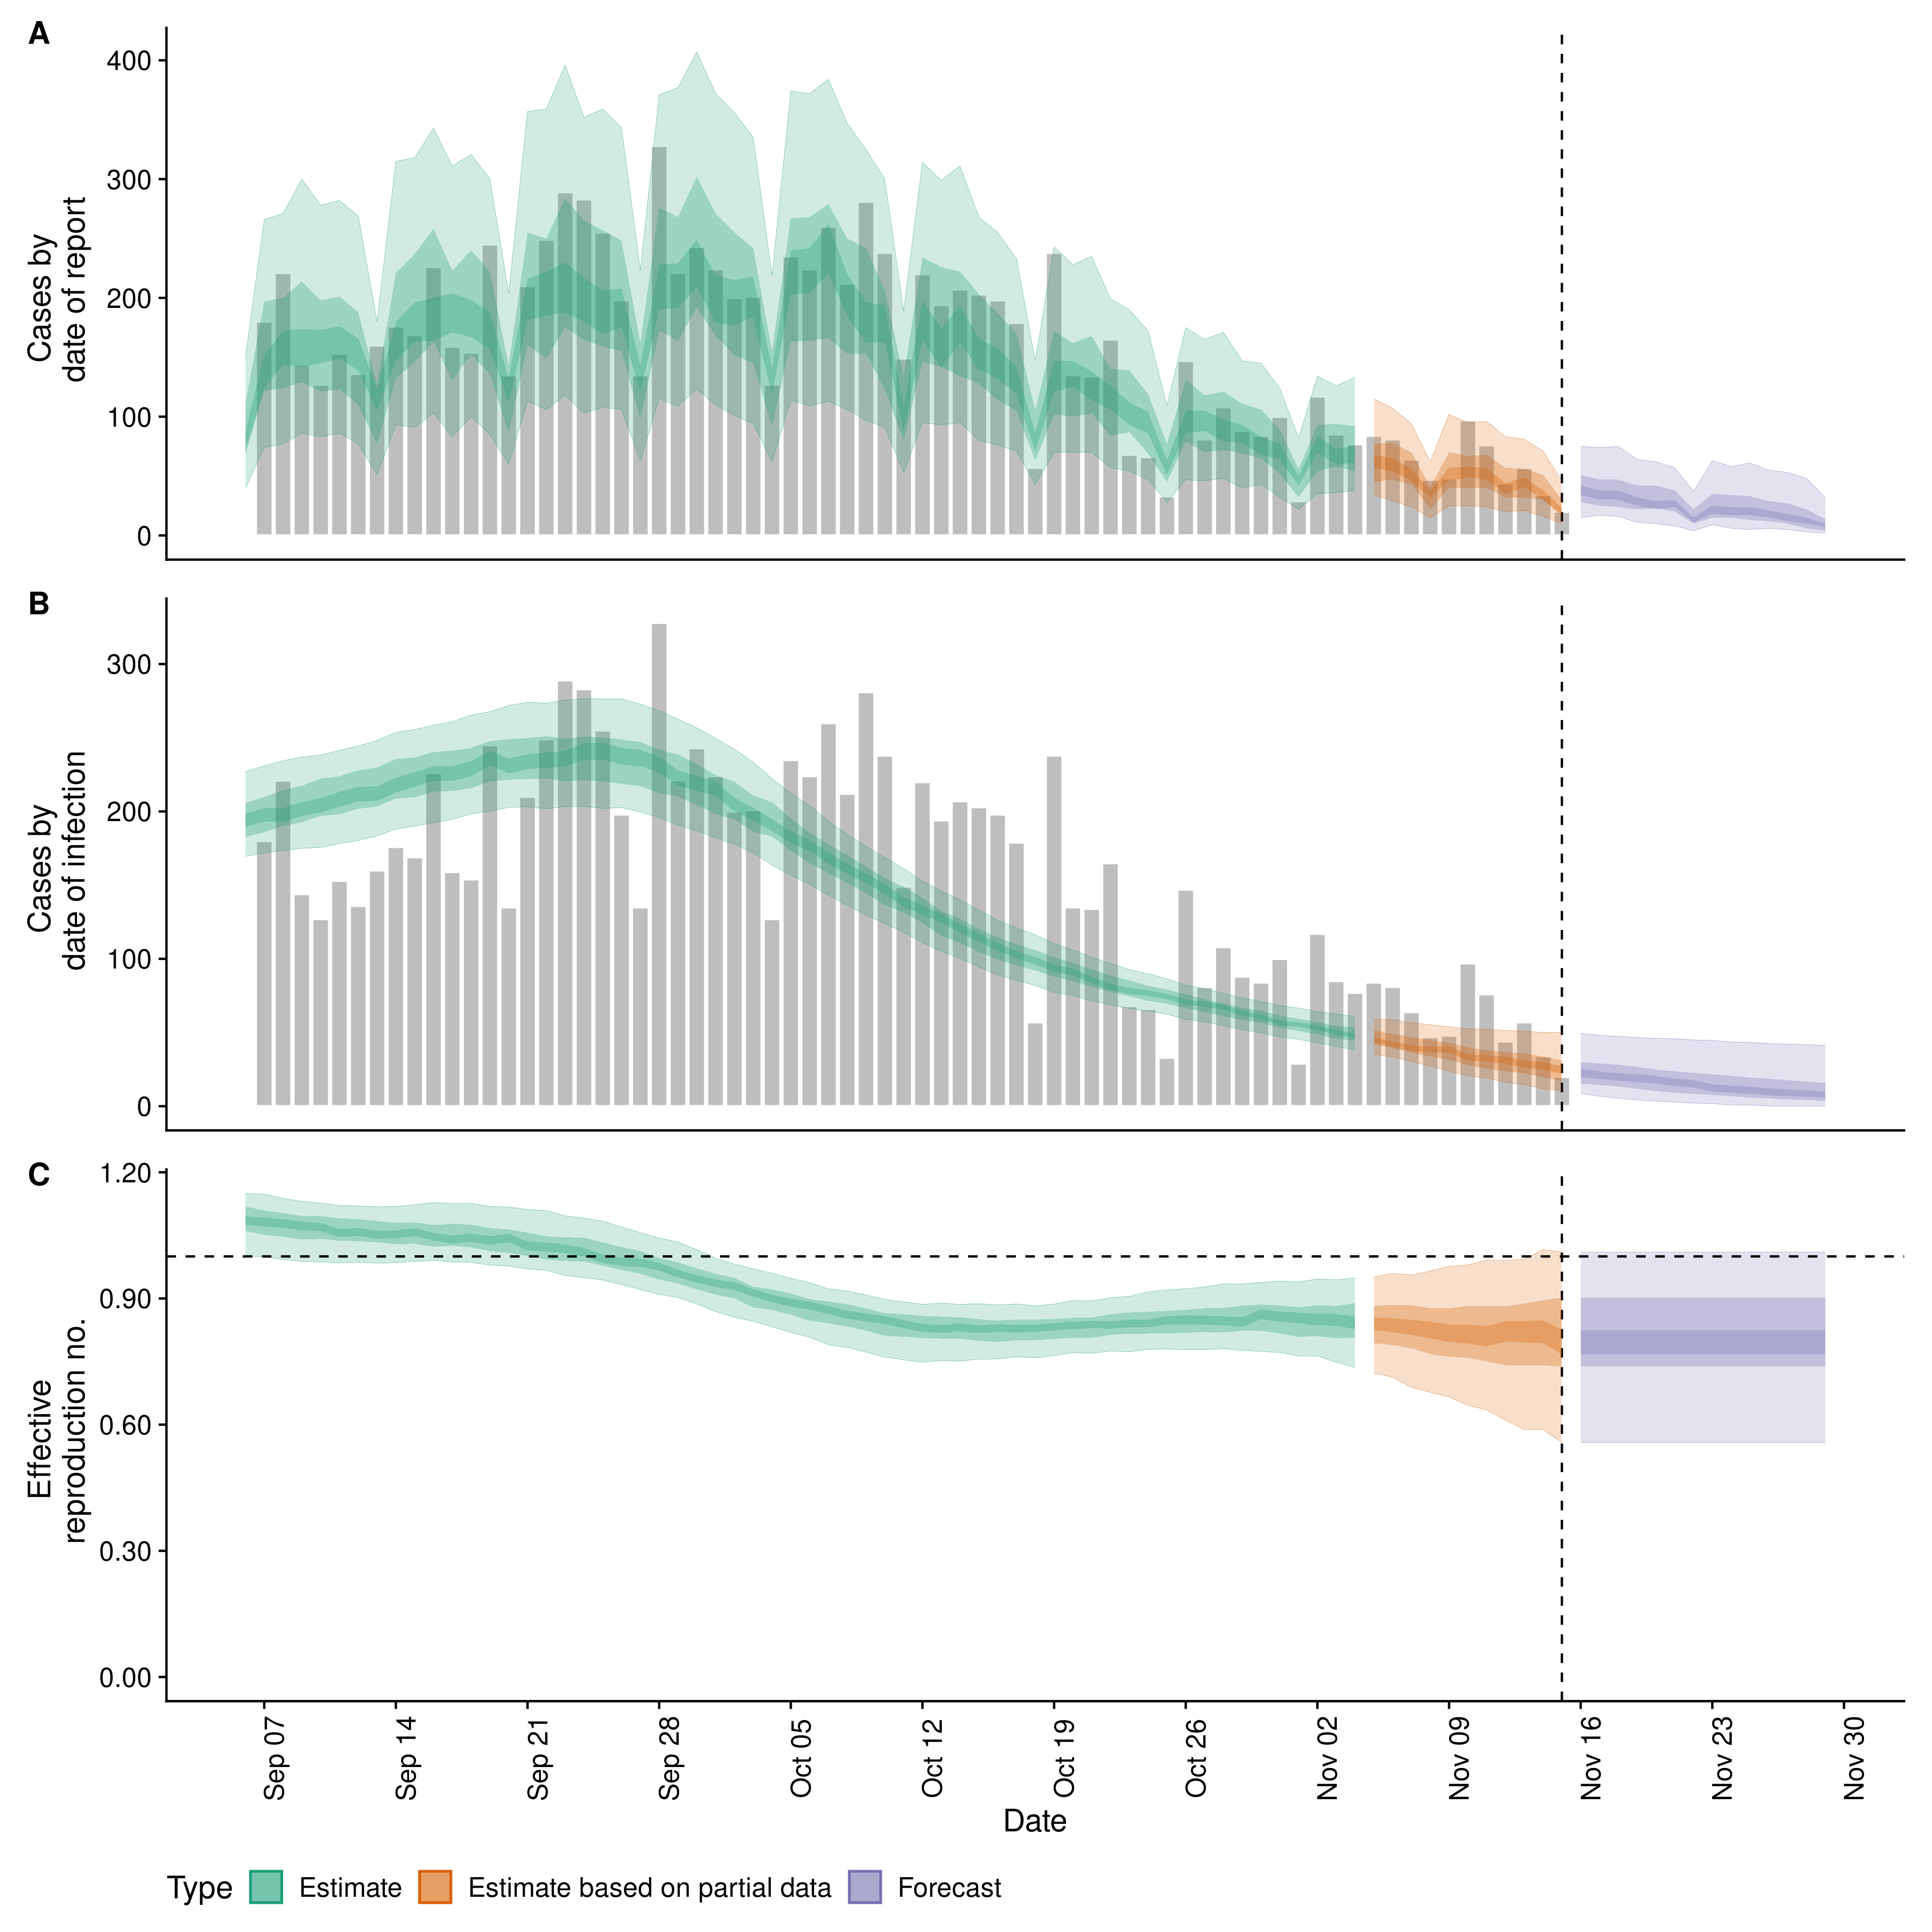 A
400
300
200
100
0
Cases by
date of report
B
300
200
100
0
Cases by
date of infection
C
1.20
0.90
0.60
0.30
0.00
Effective
reproduction no.
Sep 07
Sep 14
Sep 21
Sep 28
Oct 05
Oct 12
Oct 19
Oct 26
Nov 02
Nov 09
Nov 16
Nov 23
Nov 30
Date
Type Estimate Estimate based on partial data Forecast